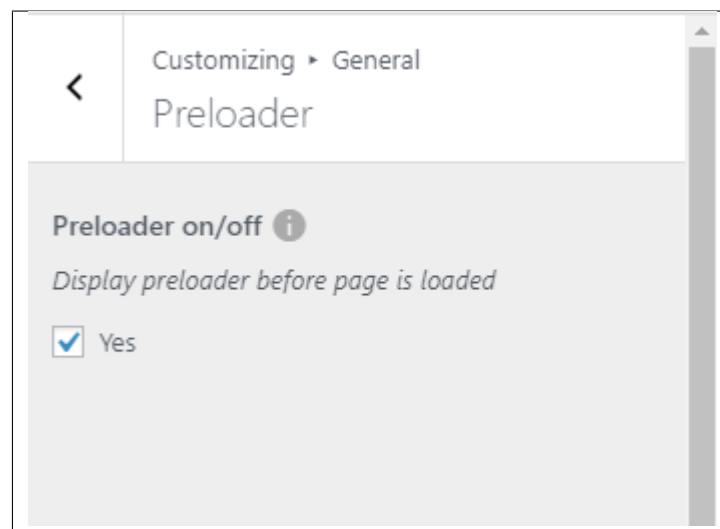 Customizing ▸ General
Preloader
Preloader on/off
Display preloader before page is loaded
Yes